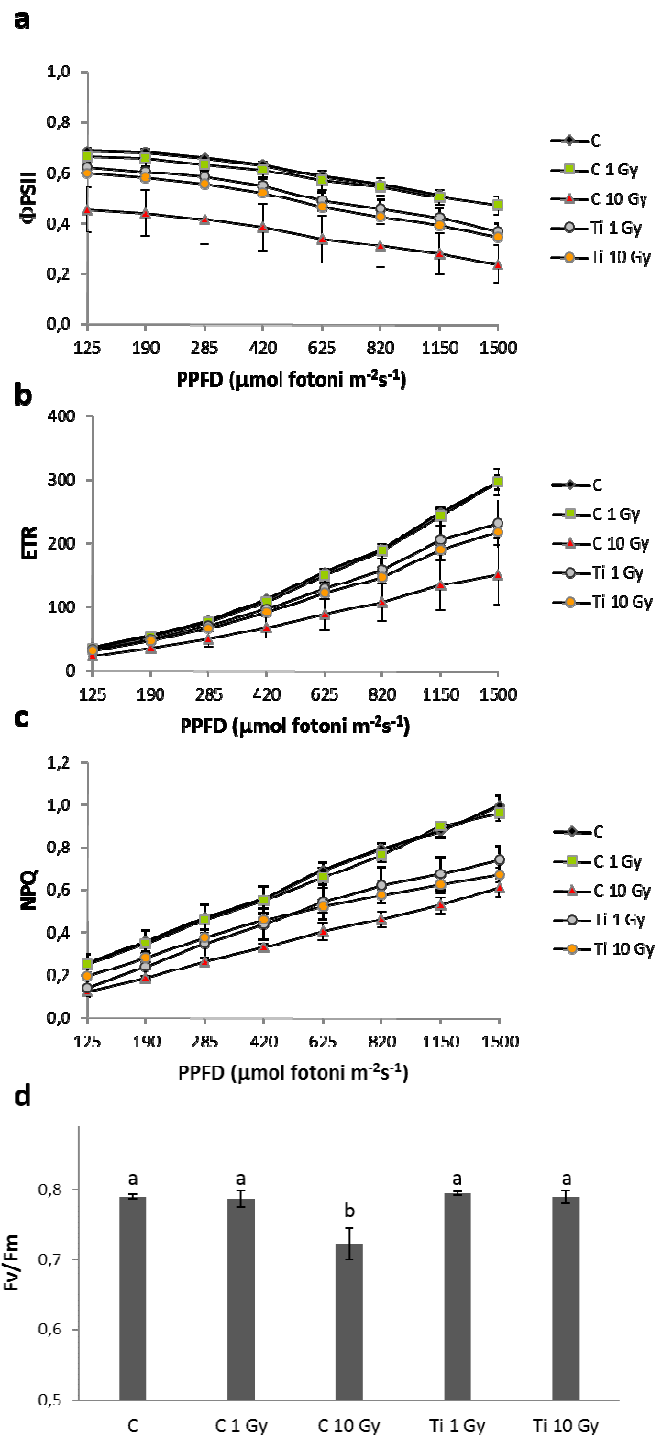 a
1,0
0,8
0,6
0,4
0,2
0,0
ΦPSII
125 190 285 420 625 820 1150 1500
PPFD (µmol fotoni m-2s-1)
C
C 1 Gy
C 10 Gy
Ti 1 Gy
Ti 10 Gy
b
400
300
200
100
0
ETR
125 190 285 420 625 820 1150 1500
PPFD (µmol fotoni m-2s-1)
C
C 1 Gy
C 10 Gy
Ti 1 Gy
Ti 10 Gy
c
1,2
1,0
0,8
0,6
0,4
0,2
0,0
NPQ
125 190 285 420 625 820 1150 1500
PPFD (µmol fotoni m-2s-1)
C
C 1 Gy
C 10 Gy
Ti 1 Gy
Ti 10 Gy
d
0,8
0,7
0,6
0,5
Fv/Fm
a a b a a
C C 1 Gy C 10 Gy Ti 1 Gy Ti 10 Gy